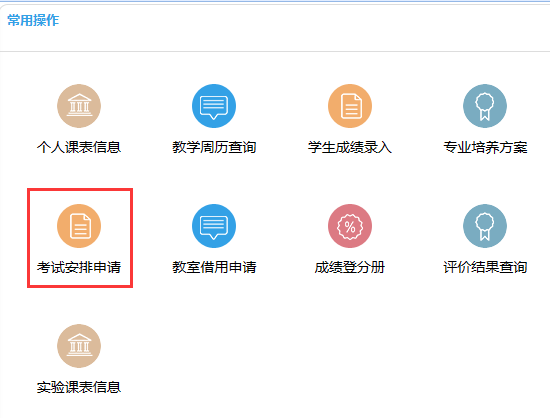 常用操作
个人课表信息 教学周历查询 学生成绩录入 专业培养方案
考试安排申请 教室借用申请 成绩登分册 评价结果查询
实验课表信息